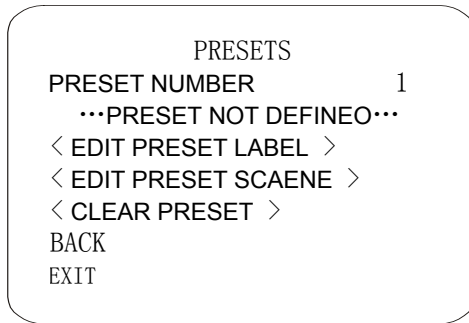 PRESETS
PRESET NUMBER 1
···PRESET NOT DEFINEO···
< EDIT PRESET LABEL >
< EDIT PRESET SCAENE >
< CLEAR PRESET >
BACK
EXIT